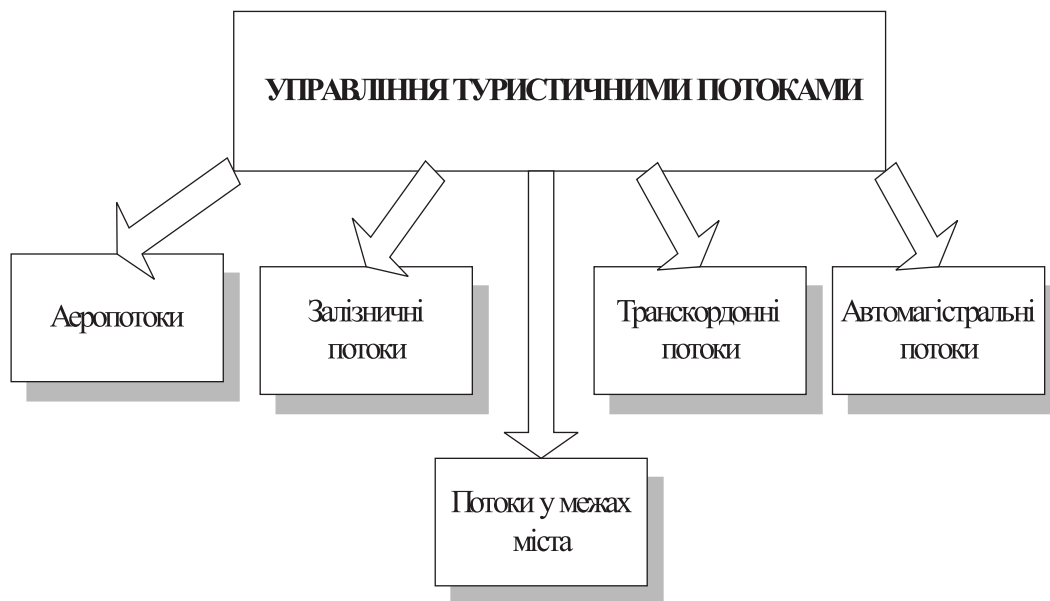 УПРАВЛІННЯ ТУРИСТИЧНИМИ ПОТОКАМИ
Аеропотоки
Залізничні
потоки
Транскордонні
потоки
Автомагістральні
потоки
Потоки у межах
міста